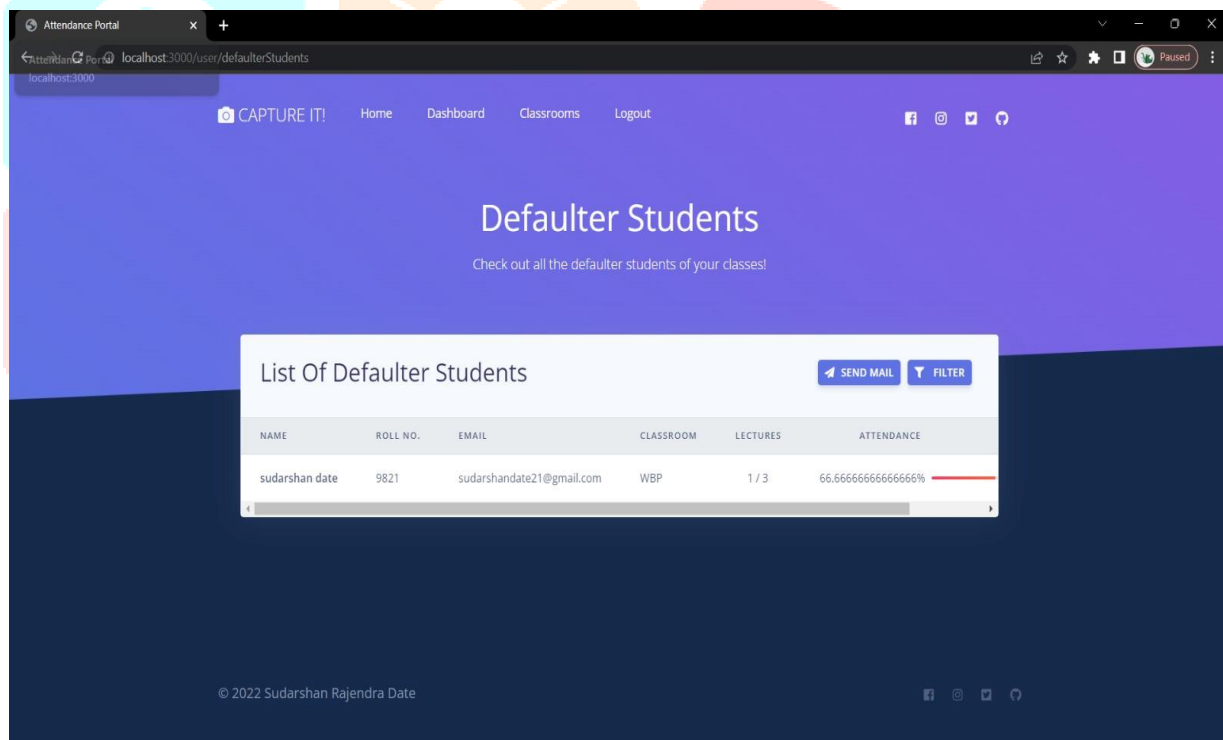 Attendance Portal
localhost:3000/user/defaulterStudents
Paused
Attendance Portal
localhost:3000
CAPTURE IT!
Home
Dashboard
Classrooms
Logout
Defaulter Students
Check out all the defaulter students of your classes!
List Of Defaulter Students
SEND MAIL
FILTER
NAME ROLL NO. EMAIL CLASSROOM LECTURES ATTENDANCE
sudarshan date 9821 sudarshandate21@gmail.com WBP 1 / 3 66.66666666666666%
© 2022 Sudarshan Rajendra Date